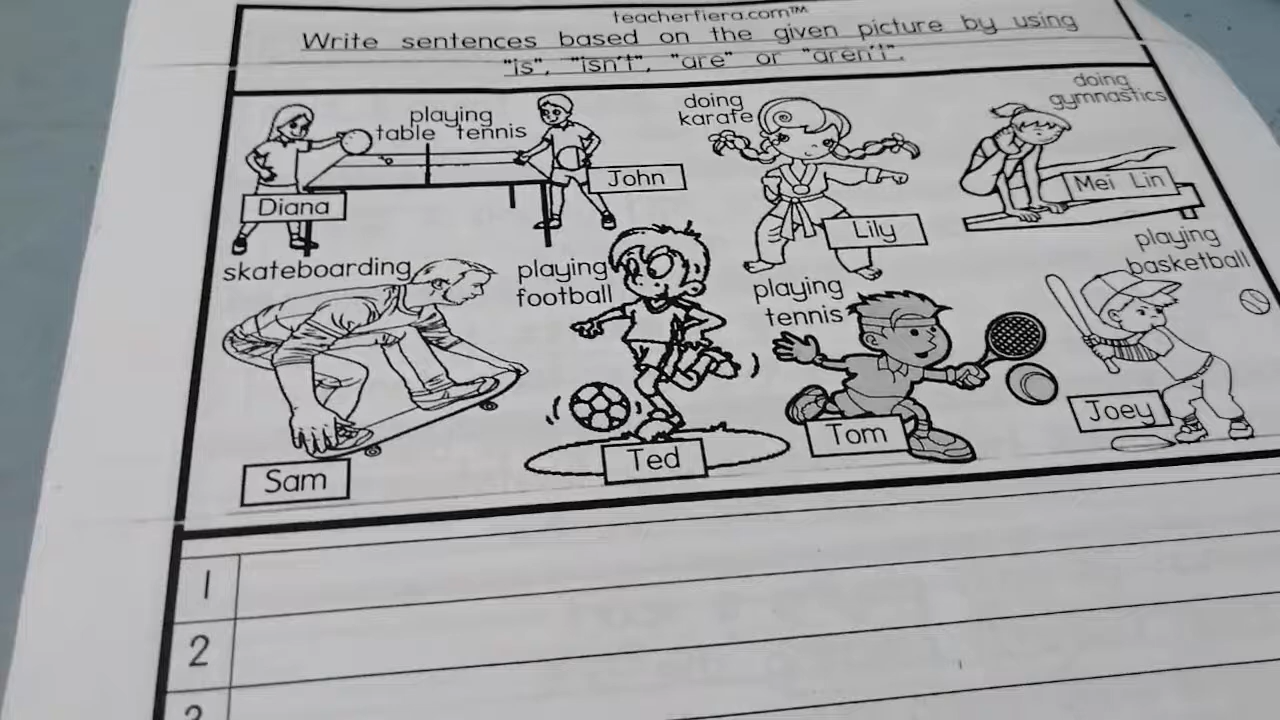 teacherfiera.com™
Write sentences based on the given picture by using
"is", "isn't", "are" or "aren't".
playing
table tennis
Diana
John
doing
karate
Lily
doing
gymnastics
Mei Lin
skateboarding
Sam
playing
football
Ted
playing
tennis
Tom
playing
basketball
Joey
1
2
3